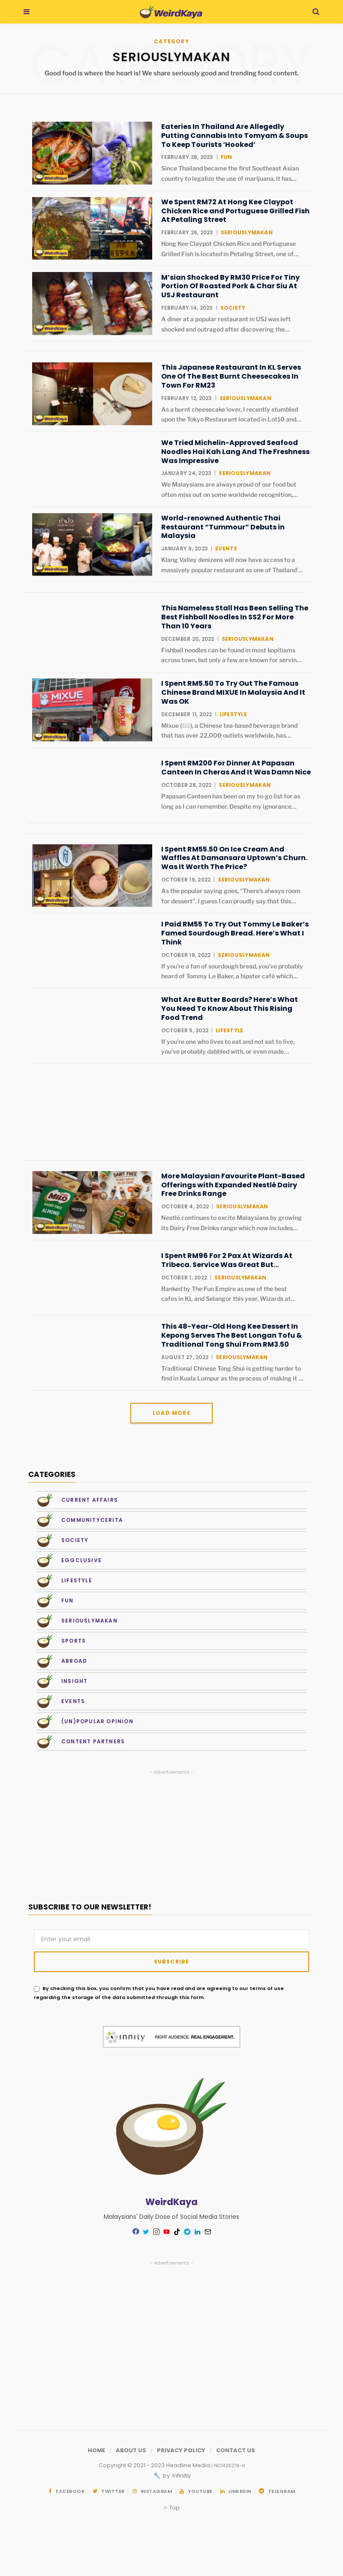 WeirdKaya
CATEGORY
SERIOUSLYMAKAN
Good food is where the heart is! We share seriously good and trending food content.
Eateries In Thailand Are Allegedly
Putting Cannabis Into Tomyam & Soups
To Keep Tourists ‘Hooked’
FEBRUARY 28, 2023 | FUN
Since Thailand became the first Southeast Asian
country to legalize the use of marijuana, it has...
We Spent RM72 At Hong Kee Claypot
Chicken Rice and Portuguese Grilled Fish
At Petaling Street
FEBRUARY 26, 2023 | SERIOUSLYMAKAN
Hong Kee Claypot Chicken Rice and Portuguese
Grilled Fish is located in Petaling Street, one of...
M’sian Shocked By RM30 Price For Tiny
Portion Of Roasted Pork & Char Siu At
USJ Restaurant
FEBRUARY 14, 2023 | SOCIETY
A diner at a popular restaurant in USJ was left
shocked and outraged after discovering the...
This Japanese Restaurant In KL Serves
One Of The Best Burnt Cheesecakes In
Town For RM23
FEBRUARY 12, 2023 | SERIOUSLYMAKAN
As a burnt cheesecake lover, I recently stumbled
upon the Tokyo Restaurant located in Lot10 and...
We Tried Michelin-Approved Seafood
Noodles Hai Kah Lang And The Freshness
Was Impressive
JANUARY 24, 2023 | SERIOUSLYMAKAN
We Malaysians are always proud of our food but
often miss out on some worldwide recognition,...
World-renowned Authentic Thai
Restaurant “Tummour” Debuts in
Malaysia
JANUARY 9, 2023 | EVENTS
Klang Valley denizens will now have access to a
massively popular restaurant as one of Thailand’...
This Nameless Stall Has Been Selling The
Best Fishball Noodles In SS2 For More
Than 10 Years
DECEMBER 20, 2022 | SERIOUSLYMAKAN
Fishball noodles can be found in most kopitiams
across town, but only a few are known for servin...
I Spent RM5.50 To Try Out The Famous
Chinese Brand MIXUE IN Malaysia And It
Was OK
DECEMBER 11, 2022 | LIFESTYLE
Mixue (), a Chinese tea-based beverage brand
that has over 22,000 outlets worldwide, has...
I Spent RM200 For Dinner At Papasan
Canteen In Cheras And It Was Damn Nice
OCTOBER 28, 2022 | SERIOUSLYMAKAN
Papasan Canteen has been on my to-go list for as
long as I can remember. Despite my ignorance...
I Spent RM55.50 On Ice Cream And
Waffles At Damansara Uptown’s Churn.
Was It Worth The Price?
OCTOBER 19, 2022 | SERIOUSLYMAKAN
As the popular saying goes, “There’s always room
for dessert”. I guess I can proudly say that this...
I Paid RM55 To Try Out Tommy Le Baker’s
Famed Sourdough Bread. Here’s What I
Think
OCTOBER 18, 2022 | SERIOUSLYMAKAN
If you’re a fan of sourdough bread, you’ve probably
heard of Tommy Le Baker, a hipster café which...
What Are Butter Boards? Here’s What
You Need To Know About This Rising
Food Trend
OCTOBER 5, 2022 | LIFESTYLE
If you’re one who lives to eat and not eat to live,
you’ve probably dabbled with, or even made...
More Malaysian Favourite Plant-Based
Offerings with Expanded Nestlé Dairy
Free Drinks Range
OCTOBER 4, 2022 | SERIOUSLYMAKAN
Nestlé continues to excite Malaysians by growing
its Dairy Free Drinks range which now includes...
I Spent RM96 For 2 Pax At Wizards At
Tribeca. Service Was Great But...
OCTOBER 1, 2022 | SERIOUSLYMAKAN
Ranked by The Fun Empire as one of the best
cafes in KL and Selangor this year, Wizards at...
This 48-Year-Old Hong Kee Dessert In
Kepong Serves The Best Longan Tofu &
Traditional Tong Shui From RM3.50
AUGUST 27, 2022 | SERIOUSLYMAKAN
Traditional Chinese Tong Shui is getting harder to
find in Kuala Lumpur as the process of making it ...
LOAD MORE
CATEGORIES
CURRENT AFFAIRS
COMMUNITYCERITA
SOCIETY
EGGCLUSIVE
LIFESTYLE
FUN
SERIOUSLYMAKAN
SPORTS
ABROAD
INSIGHT
EVENTS
(UN)POPULAR OPINION
CONTENT PARTNERS
- Advertisements -
SUBSCRIBE TO OUR NEWSLETTER!
Enter your email
SUBSCRIBE
By checking this box, you confirm that you have read and are agreeing to our terms of use
regarding the storage of the data submitted through this form.
innity RIGHT AUDIENCE. REAL ENGAGEMENT.
WeirdKaya
Malaysians' Daily Dose of Social Media Stories
- Advertisements -
HOME / ABOUT US / PRIVACY POLICY / CONTACT US
Copyright © 2021 - 2023 Headline Media
by Infinity
FACEBOOK TWITTER INSTAGRAM YOUTUBE LINKEDIN TELEGRAM
Top